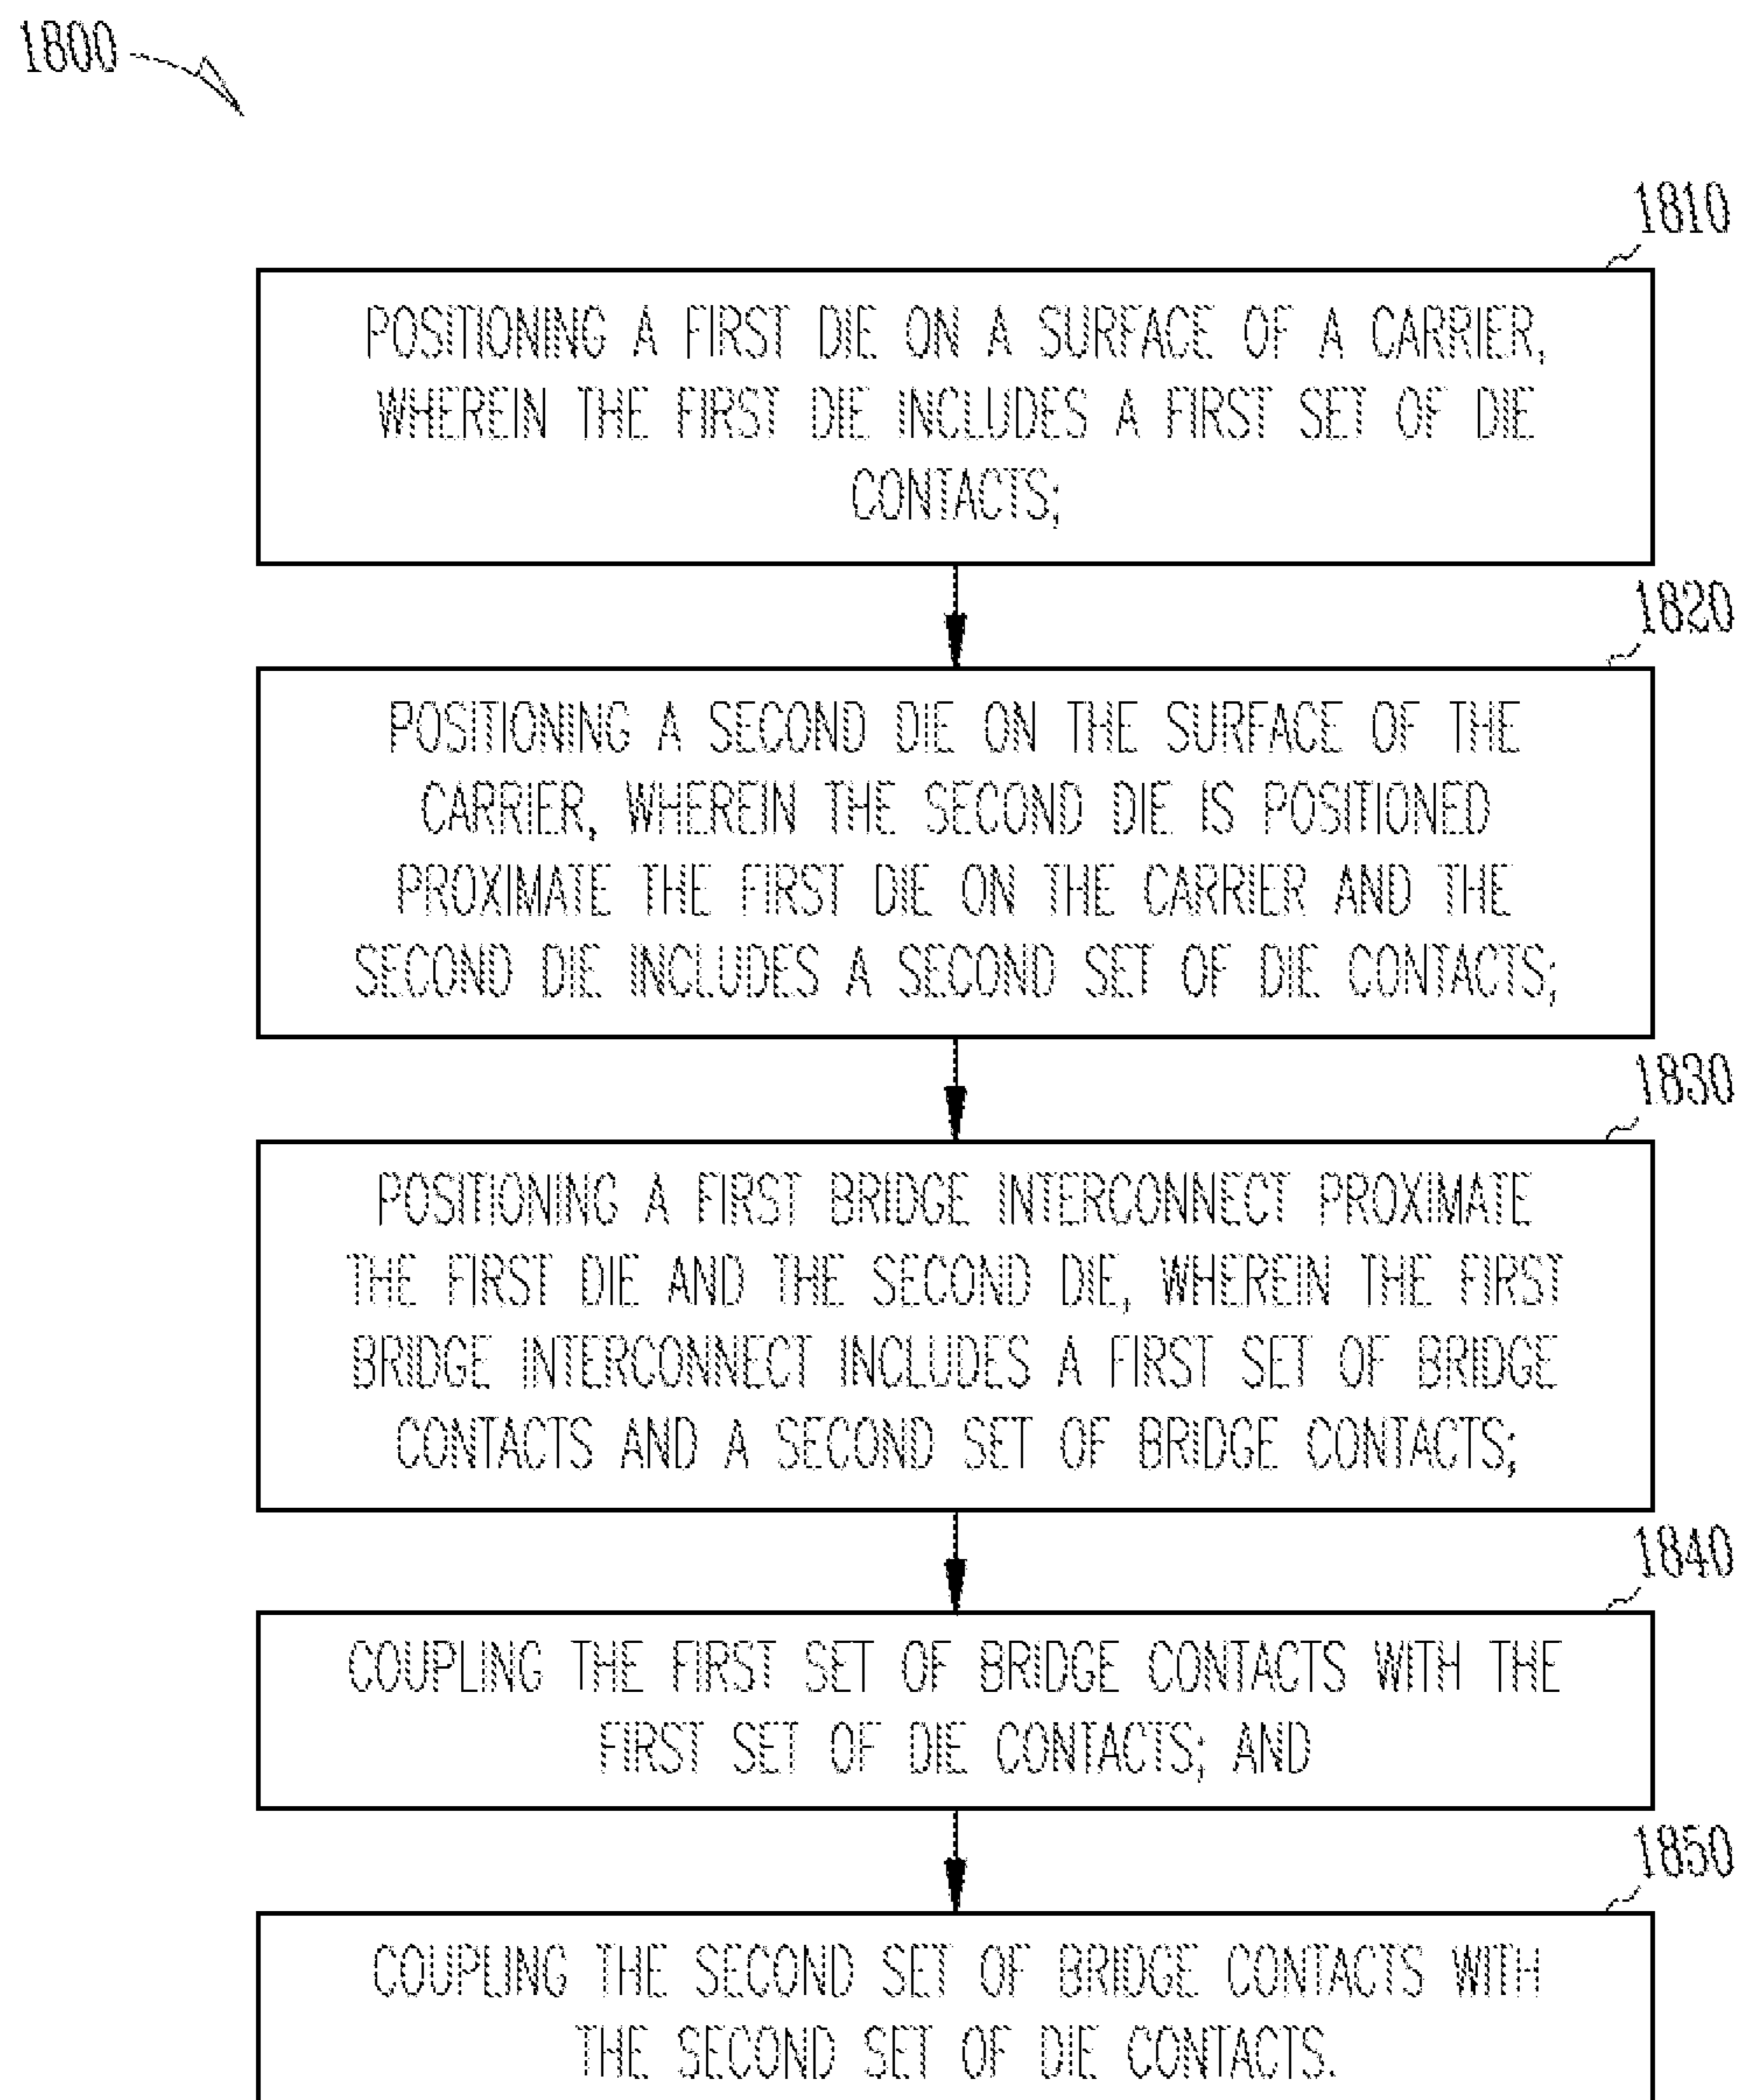 1800
1810
POSITIONING A FIRST DIE ON A SURFACE OF A CARRIER,
WHEREIN THE FIRST DIE INCLUDES A FIRST SET OF DIE
CONTACTS;
1820
POSITIONING A SECOND DIE ON THE SURFACE OF THE
CARRIER, WHEREIN THE SECOND DIE IS POSITIONED
PROXIMATE THE FIRST DIE ON THE CARRIER AND THE
SECOND DIE INCLUDES A SECOND SET OF DIE CONTACTS;
1830
POSITIONING A FIRST BRIDGE INTERCONNECT PROXIMATE
THE FIRST DIE AND THE SECOND DIE, WHEREIN THE FIRST
BRIDGE INTERCONNECT INCLUDES A FIRST SET OF BRIDGE
CONTACTS AND A SECOND SET OF BRIDGE CONTACTS;
1840
COUPLING THE FIRST SET OF BRIDGE CONTACTS WITH THE
FIRST SET OF DIE CONTACTS; AND
1850
COUPLING THE SECOND SET OF BRIDGE CONTACTS WITH
THE SECOND SET OF DIE CONTACTS.